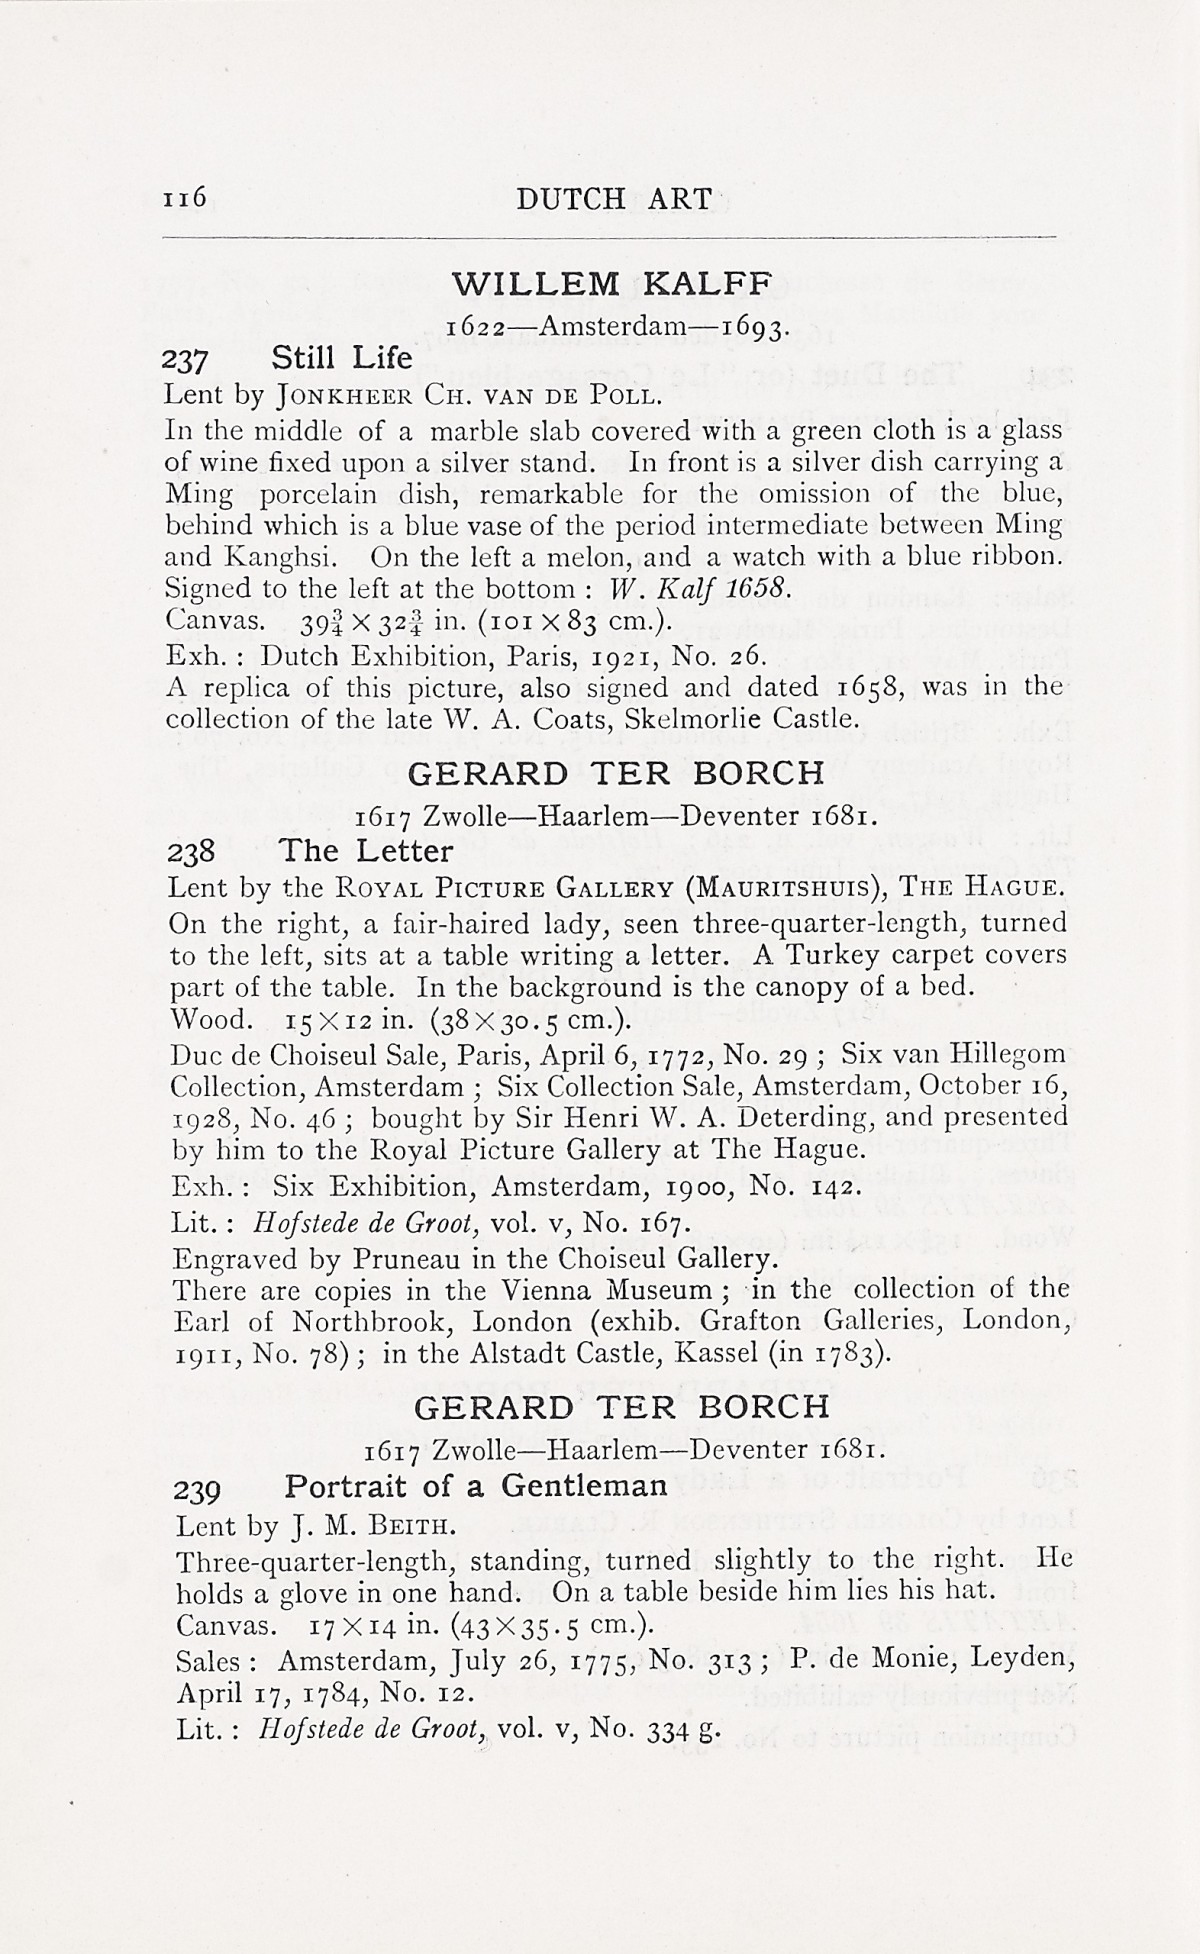 116 DUTCH ART
WILLEM KALFF
1622—Amsterdam—1693.
237 Still Life
Lent by JONKHEER CH. VAN DE POLL.
In the middle of a marble slab covered with a green cloth is a glass
of wine fixed upon a silver stand. In front is a silver dish carrying a
Ming porcelain dish, remarkable for the omission of the blue,
behind which is a blue vase of the period intermediate between Ming
and Kanghsi. On the left a melon, and a watch with a blue ribbon.
Signed to the left at the bottom : W. Kalf 1658.
Canvas. 39¾ × 32¾ in. (101 × 83 cm.).
Exh. : Dutch Exhibition, Paris, 1921, No. 26.
A replica of this picture, also signed and dated 1658, was in the
collection of the late W. A. Coats, Skelmorlie Castle.
GERARD TER BORCH
1617 Zwolle—Haarlem—Deventer 1681.
238 The Letter
Lent by the ROYAL PICTURE GALLERY (MAURITSHUIS), THE HAGUE.
On the right, a fair-haired lady, seen three-quarter-length, turned
to the left, sits at a table writing a letter. A Turkey carpet covers
part of the table. In the background is the canopy of a bed.
Wood. 15 × 12 in. (38 × 30.5 cm.).
Duc de Choiseul Sale, Paris, April 6, 1772, No. 29 ; Six van Hillegom
Collection, Amsterdam ; Six Collection Sale, Amsterdam, October 16,
1928, No. 46 ; bought by Sir Henri W. A. Deterding, and presented
by him to the Royal Picture Gallery at The Hague.
Exh. : Six Exhibition, Amsterdam, 1900, No. 142.
Lit. : Hofstede de Groot, vol. v, No. 167.
Engraved by Pruneau in the Choiseul Gallery.
There are copies in the Vienna Museum ; in the collection of the
Earl of Northbrook, London (exhib. Grafton Galleries, London,
1911, No. 78) ; in the Alstadt Castle, Kassel (in 1783).
GERARD TER BORCH
1617 Zwolle—Haarlem—Deventer 1681.
239 Portrait of a Gentleman
Lent by J. M. BEITH.
Three-quarter-length, standing, turned slightly to the right. He
holds a glove in one hand. On a table beside him lies his hat.
Canvas. 17 × 14 in. (43 × 35.5 cm.).
Sales : Amsterdam, July 26, 1775, No. 313 ; P. de Monie, Leyden,
April 17, 1784, No. 12.
Lit. : Hofstede de Groot, vol. v, No. 334 g.